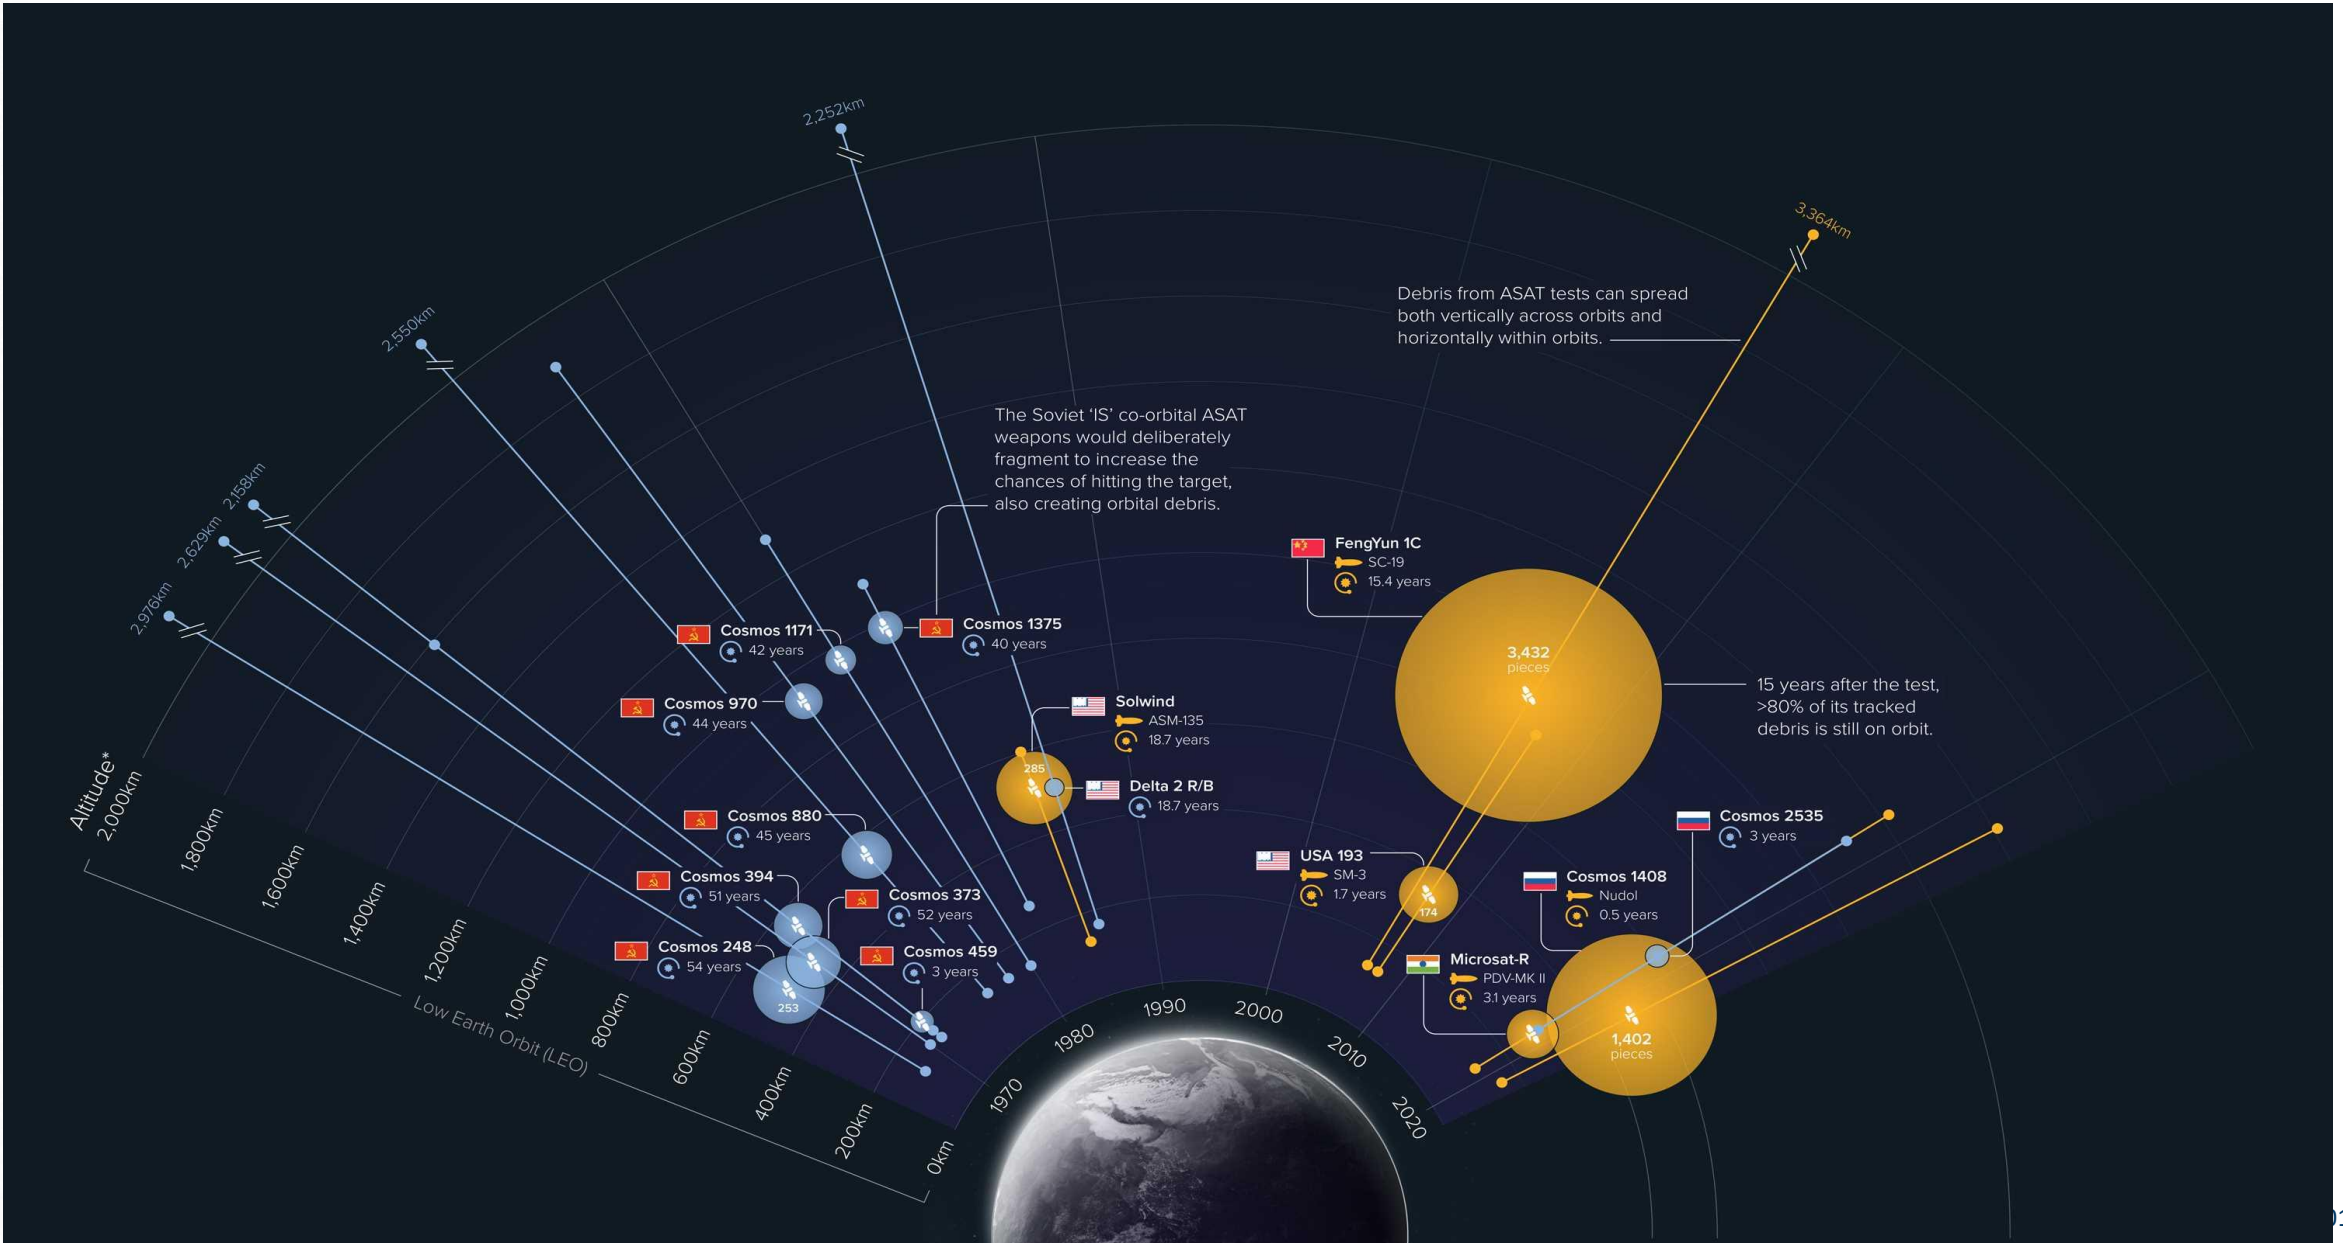 2,252km
3,364km
Debris from ASAT tests can spread
both vertically across orbits and
horizontally within orbits.
2,550km
The Soviet ‘IS’ co-orbital ASAT
weapons would deliberately
fragment to increase the
chances of hitting the target,
also creating orbital debris.
2,158km
2,629km
2,976km
FengYun 1C
SC-19
15.4 years
3,432
pieces
15 years after the test,
>80% of its tracked
debris is still on orbit.
Cosmos 1375
40 years
Cosmos 1171
42 years
Cosmos 970
44 years
Solwind
ASM-135
18.7 years
285
Delta 2 R/B
18.7 years
Cosmos 880
45 years
Cosmos 394
51 years
Cosmos 373
52 years
Cosmos 248
54 years
253
Cosmos 459
3 years
USA 193
SM-3
1.7 years
174
Cosmos 2535
3 years
Cosmos 1408
Nudol
0.5 years
1,402
pieces
Microsat-R
PDV-MK II
3.1 years
Altitude*
2,000km
1,800km
1,600km
1,400km
1,200km
1,000km
800km
600km
400km
200km
0km
Low Earth Orbit (LEO)
1970
1980
1990
2000
2010
2020